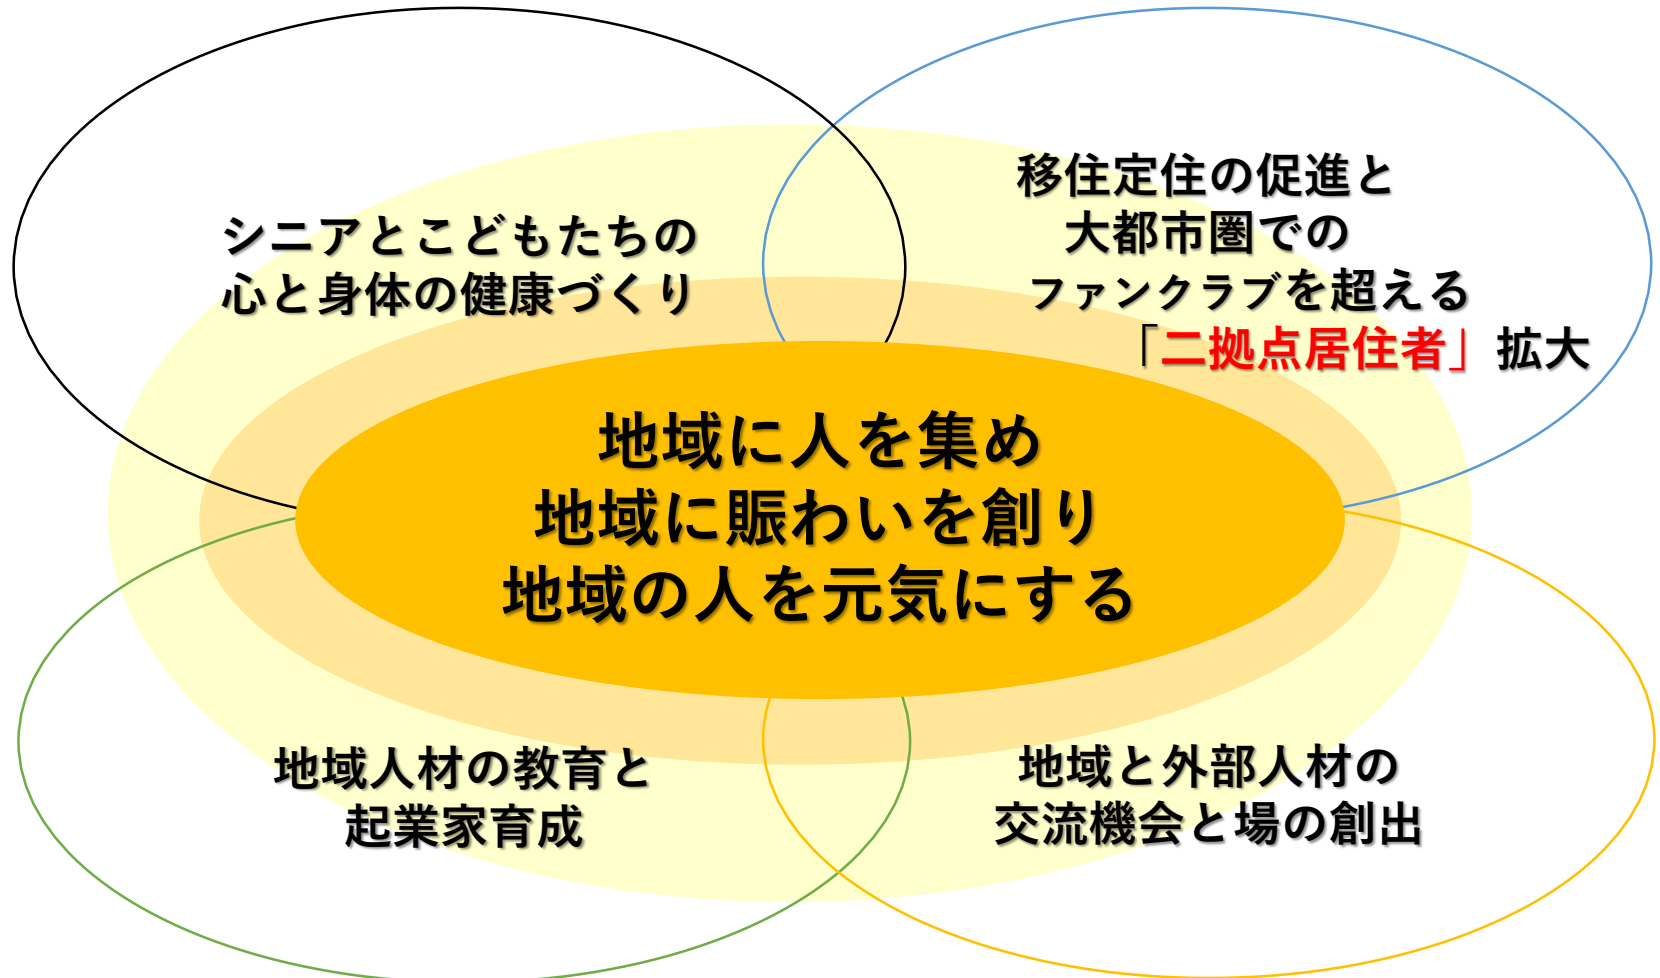 シニアとこどもたちの
心と身体の健康づくり
移住定住の促進と
大都市圏での
ファンクラブを超える
「二拠点居住者」拡大
地域に人を集め
地域に賑わいを創り
地域の人を元気にする
地域人材の教育と
起業家育成
地域と外部人材の
交流機会と場の創出